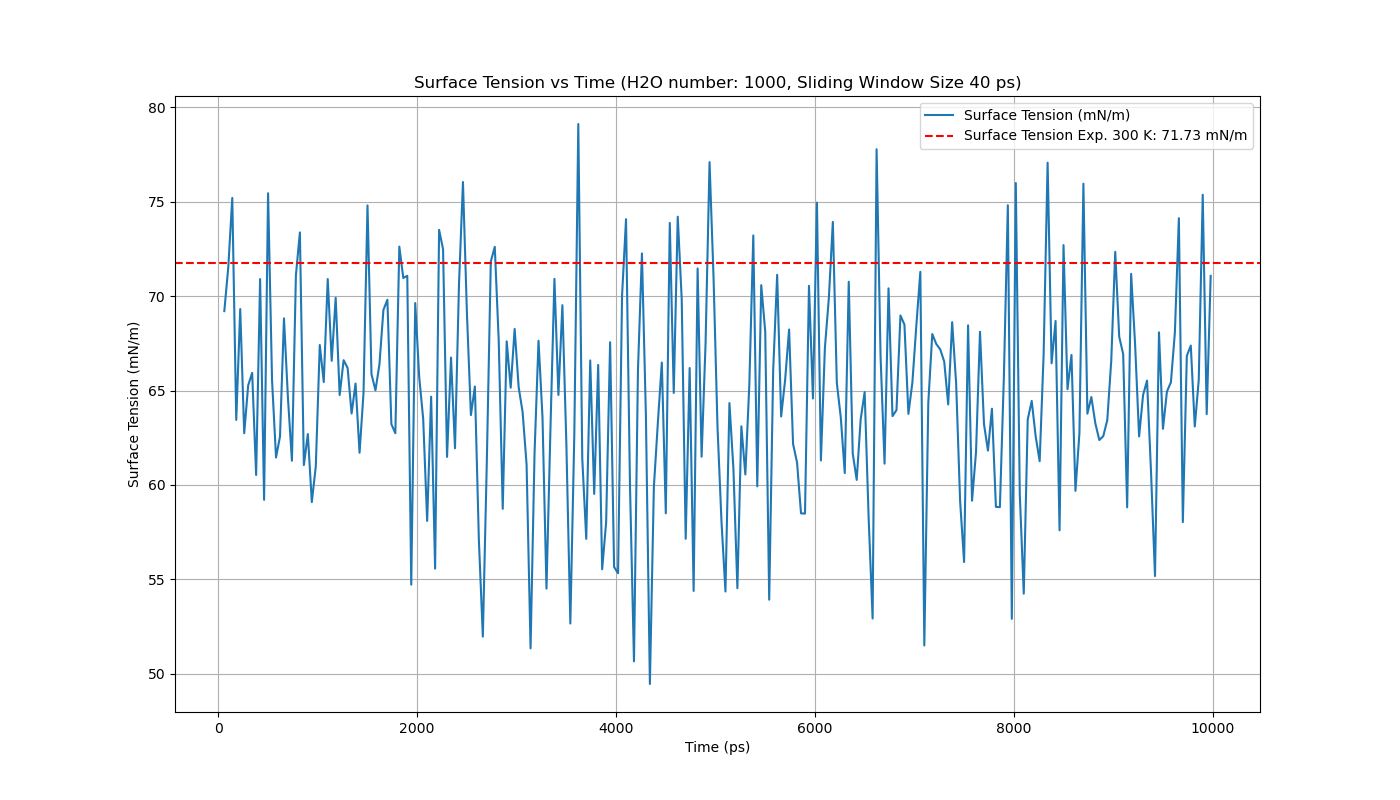 Surface Tension vs Time (H2O number: 1000, Sliding Window Size 40 ps)
Surface Tension (mN/m)
Surface Tension Exp. 300 K: 71.73 mN/m
80
75
70
65
60
55
50
Surface Tension (mN/m)
0 2000 4000 6000 8000 10000
Time (ps)